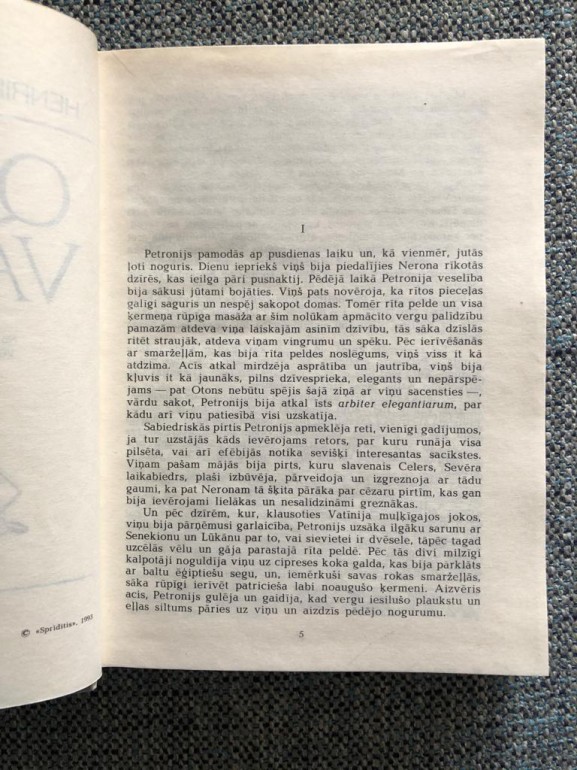 HENRI
Q
VA
© «Sprīdītis», 1993
I
Petronijs pamodās ap pusdienas laiku un, kā vienmēr, jutās
ļoti noguris. Dienu iepriekš viņš bija piedalījies Nerona rīkotās
dzīrēs, kas ieilga pāri pusnaktij. Pēdējā laikā Petronija veselība
bija sākusi jūtami bojāties. Viņš pats novēroja, ka rītos pieceļas
galīgi saguris un nespēj sakopot domas. Tomēr rīta pelde un visa
ķermeņa rūpīga masāža ar šim nolūkam apmācīto vergu palīdzību
pamazām atdeva viņa laiskajām asinīm dzīvību, tās sāka dzīslās
ritēt straujāk, atdeva viņam vingrumu un spēku. Pēc ierīvēšanās
ar smaržeļļām, kas bija rīta peldes noslēgums, viņš viss it kā
atdzima. Acīs atkal mirdzēja asprātība un jautrība, viņš bija
kļuvis it kā jaunāks, pilns dzīvesprieka, elegants un nepārspē-
jams — pat Otons nebūtu spējis šajā ziņā ar viņu sacensties —,
vārdu sakot, Petronijs bija atkal īsts arbiter elegantiarum, par
kādu arī viņu patiesībā visi uzskatīja.
Sabiedriskās pirtis Petronijs apmeklēja reti, vienīgi gadījumos,
ja tur uzstājās kāds ievērojams retors, par kuru runāja visa
pilsēta, vai arī efēbijās notika sevišķi interesantas sacīkstes.
Viņam pašam mājās bija pirts, kuru slavenais Celers, Sevēra
laikabiedrs, plaši izbūvēja, pārveidoja un izgreznoja ar tādu
gaumi, ka pat Neronam tā šķita pārāka par cēzaru pirtīm, kas gan
bija ievērojami lielākas un nesalīdzināmi greznākas.
Un pēc dzīrēm, kur, klausoties Vatīnija muļķīgajos jokos,
viņu bija pārņēmusi garlaicība, Petronijs uzsāka ilgāku sarunu ar
Senekionu un Lūkānu par to, vai sievietei ir dvēsele, tāpēc tagad
uzcēlās vēlu un gāja parastajā rīta peldē. Pēc tās divi milzīgi
kalpotāji noguldīja viņu uz cipreses koka galda, kas bija pārklāts
ar baltu ēģiptiešu segu, un, iemērkuši savas rokas smaržeļļās,
sāka rūpīgi ierīvēt patricieša labi noaugušo ķermeni. Aizvēris
acis, Petronijs gulēja un gaidīja, kad vergu iesilušo plaukstu un
eļļas siltums pāries uz viņu un aizdzīs pēdējo nogurumu.
5